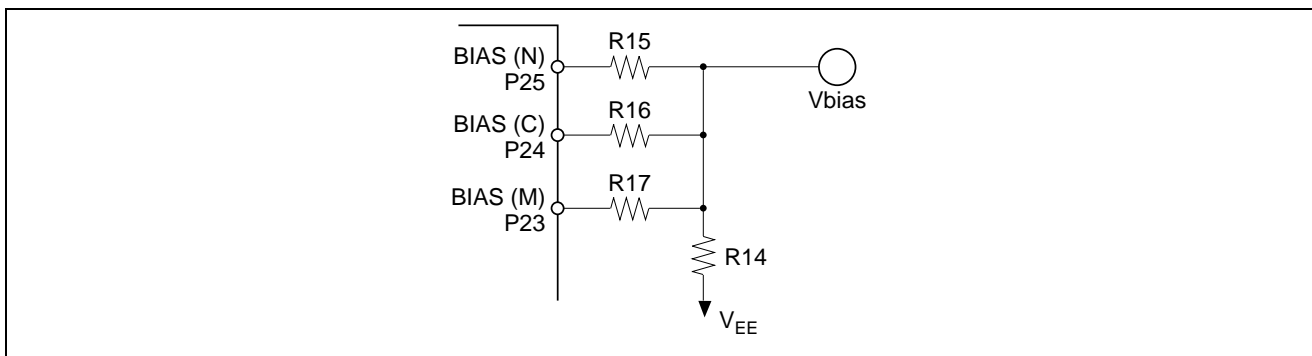 BIAS (N)
P25
R15
Vbias
BIAS (C)
P24
R16
BIAS (M)
P23
R17
R14
VEE